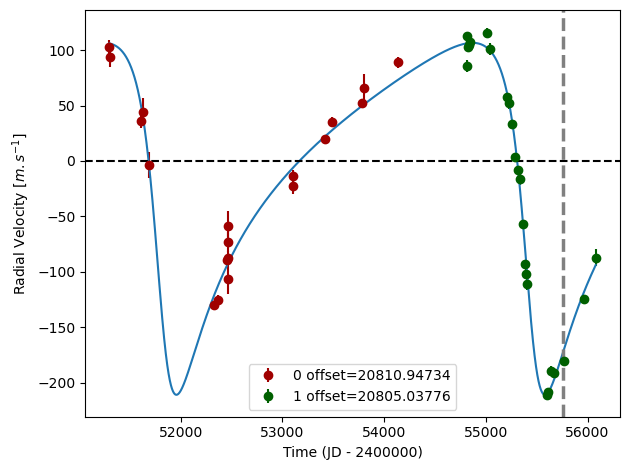 100
50
0
−50
−100
−150
−200
Radial Velocity [m.s⁻¹]
0 offset=20810.94734
1 offset=20805.03776
52000 53000 54000 55000 56000
Time (JD - 2400000)